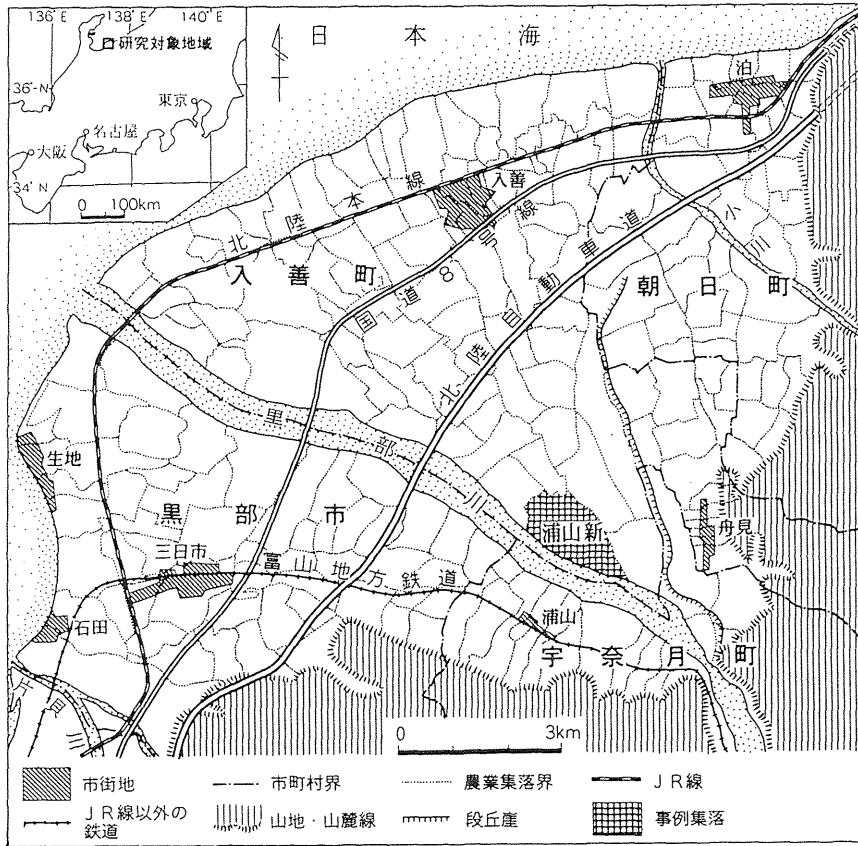 136°E
138°E
140°E
研究対象地域
36°N
東京
名古屋
大阪
34°N
0 100km
日本海
泊
入善
北陸本線
国道8号線
北陸自動車道
小川
入善町
朝日町
黒部川
生地
黒部市
三日市
富山地方鉄道
石田
浦山新
舟見
浦山
宇奈月町
片貝川
0 3km
市街地
市町村界
農業集落界
JR線
JR線以外の
鉄道
山地・山麓線
段丘崖
事例集落